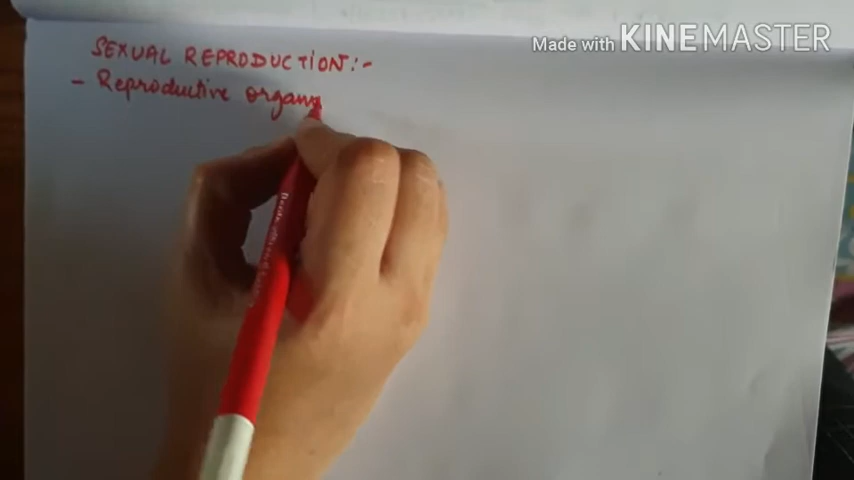 Made with KINEMASTER
SEXUAL REPRODUCTION:-
- Reproductive organs